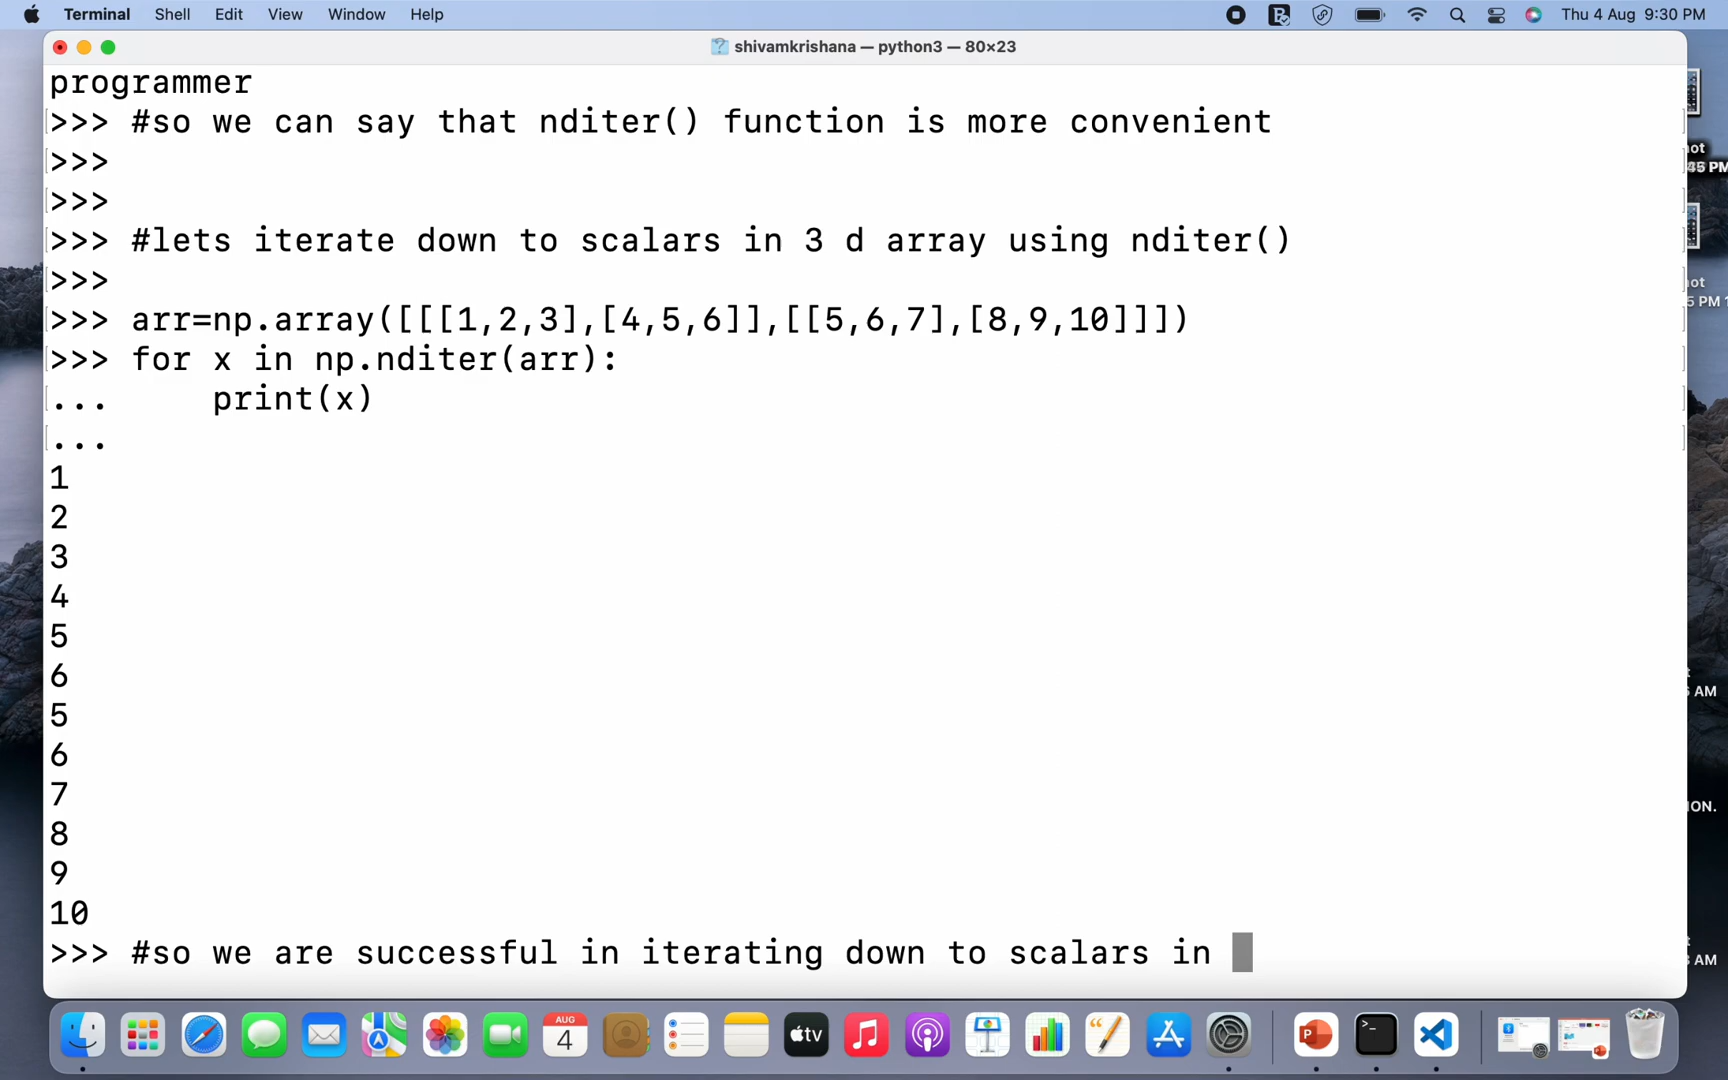 Terminal Shell Edit View Window Help Thu 4 Aug 9:30 PM
shivamkrishana — python3 — 80×23
programmer
>>> #so we can say that nditer() function is more convenient
>>>
>>>
>>> #lets iterate down to scalars in 3 d array using nditer()
>>>
>>> arr=np.array([[[1,2,3],[4,5,6]],[[5,6,7],[8,9,10]]])
>>> for x in np.nditer(arr):
...     print(x)
...
1
2
3
4
5
6
5
6
7
8
9
10
>>> #so we are successful in iterating down to scalars in
AUG
4
tv